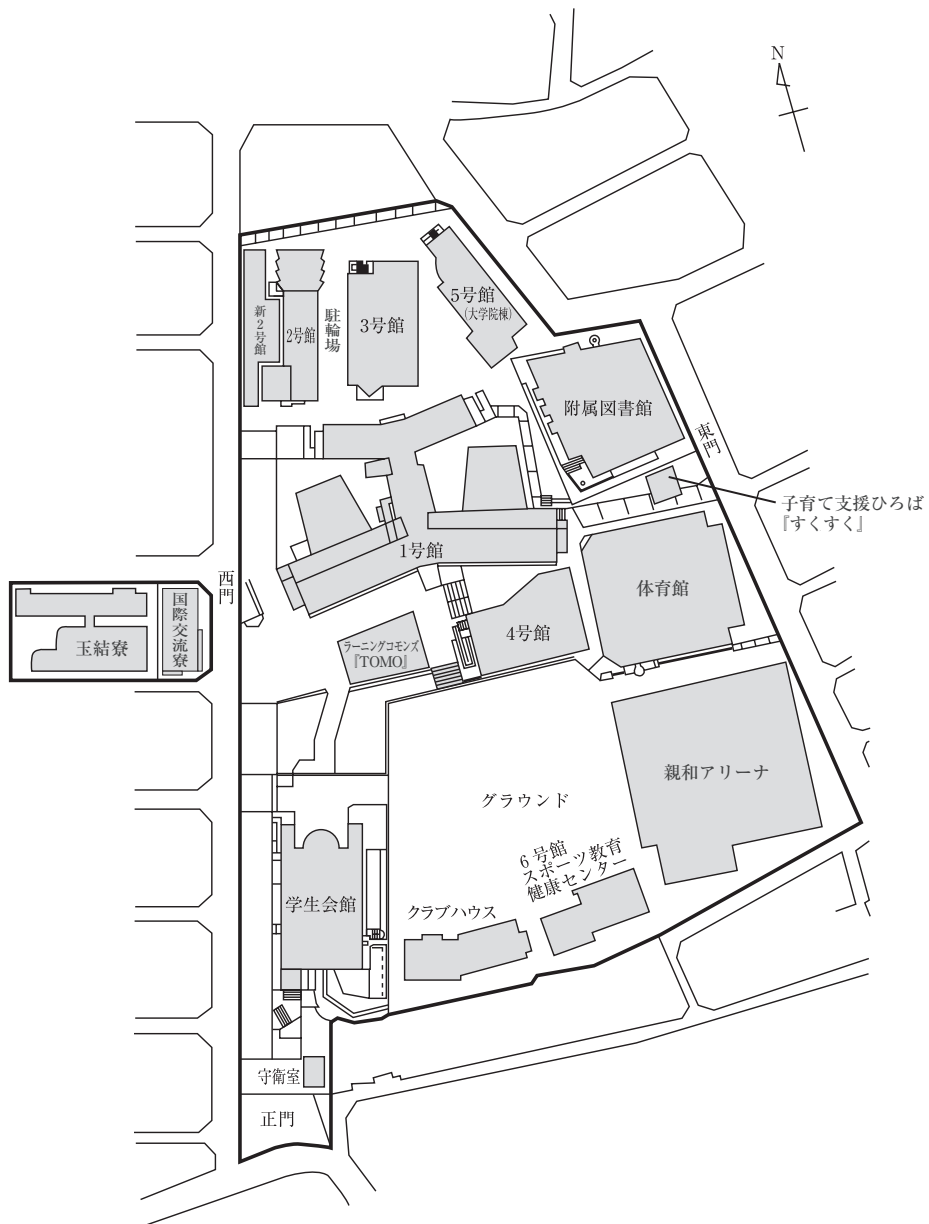 N
5号館
(大学院棟)
新2号館
2号館
駐輪場
3号館
附属図書館
東門
子育て支援ひろば
『すくすく』
1号館
体育館
西門
国際交流寮
玉結寮
ラーニングコモンズ
『TOMO』
4号館
親和アリーナ
グラウンド
6号館
スポーツ教育
健康センター
学生会館
クラブハウス
守衛室
正門